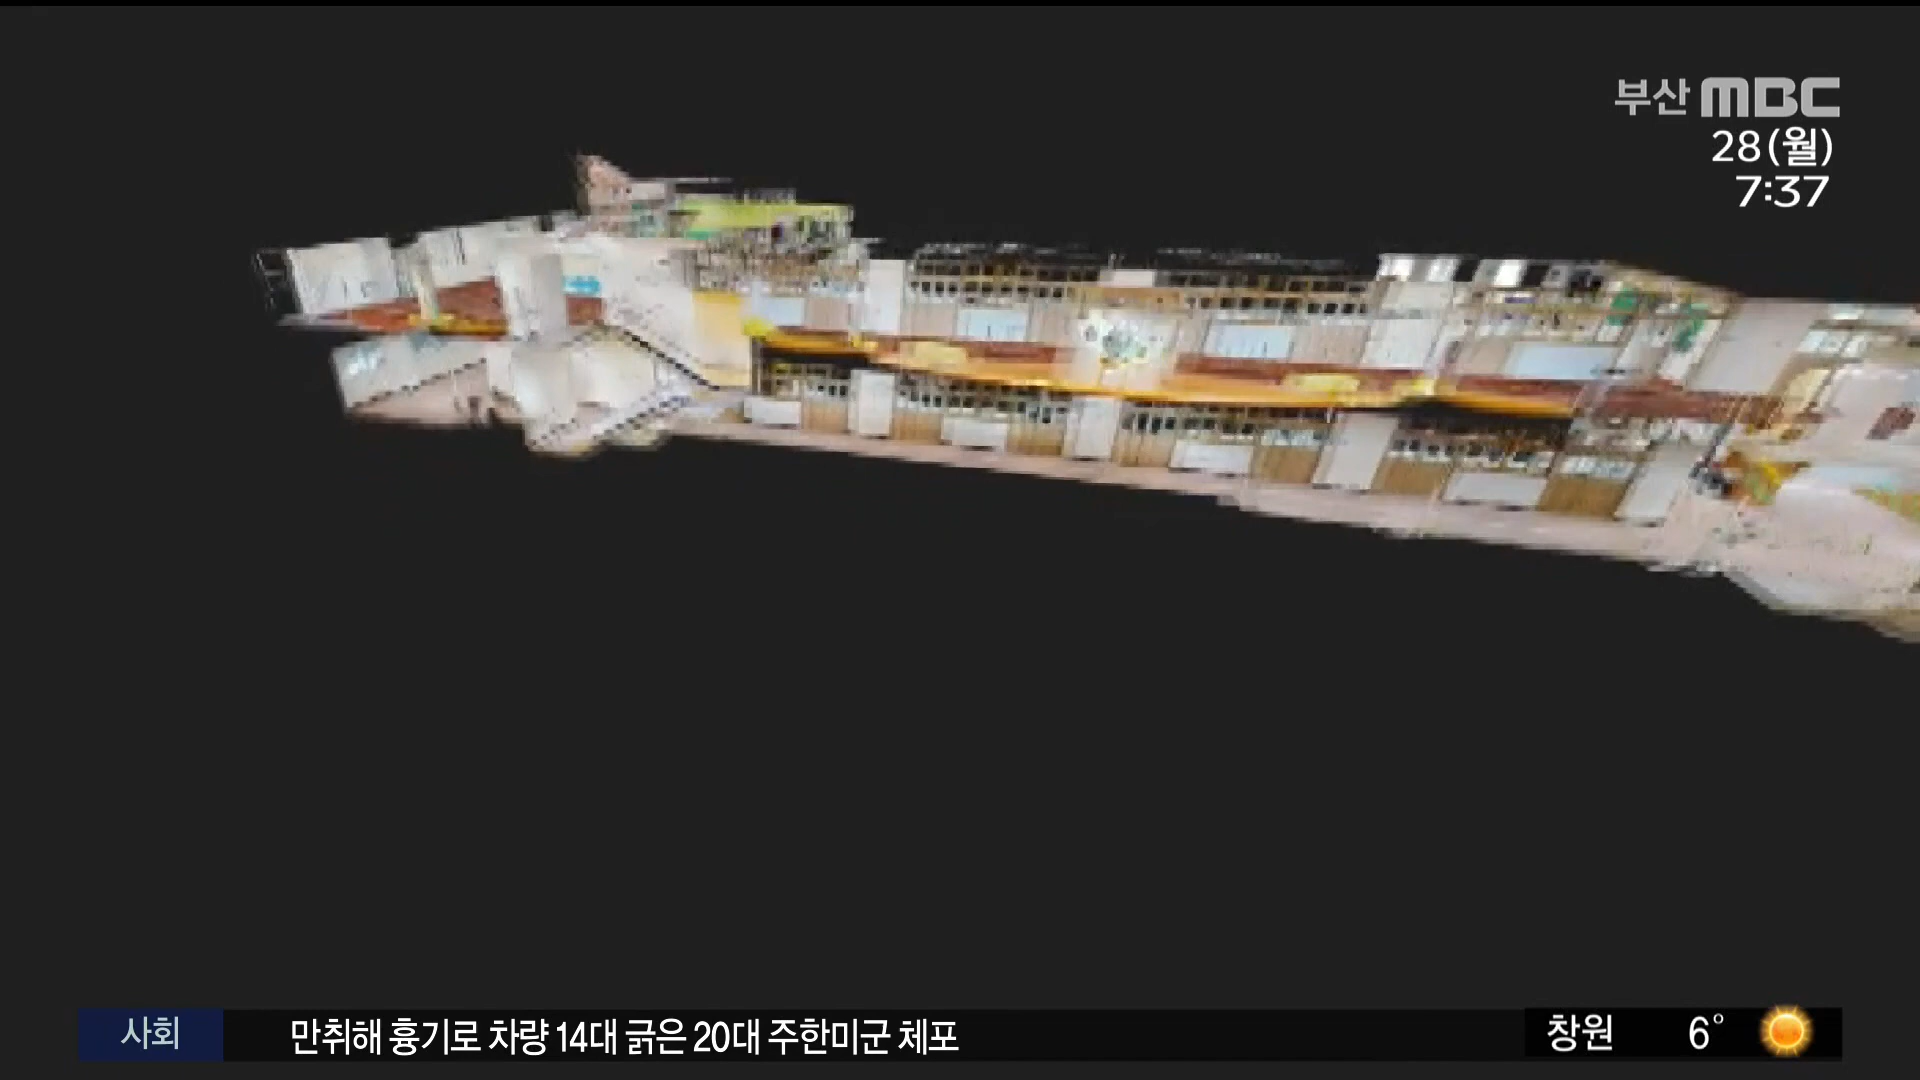 부산 MBC
28(월)
7:37
사회
만취해 흉기로 차량 14대 긁은 20대 주한미군 체포
창원 6°